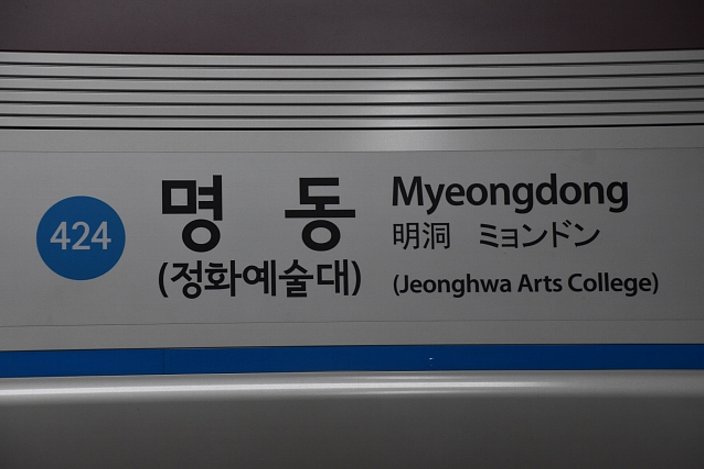 424
명 동
(정화예술대)
Myeongdong
明洞 ミョンドン
(Jeonghwa Arts College)